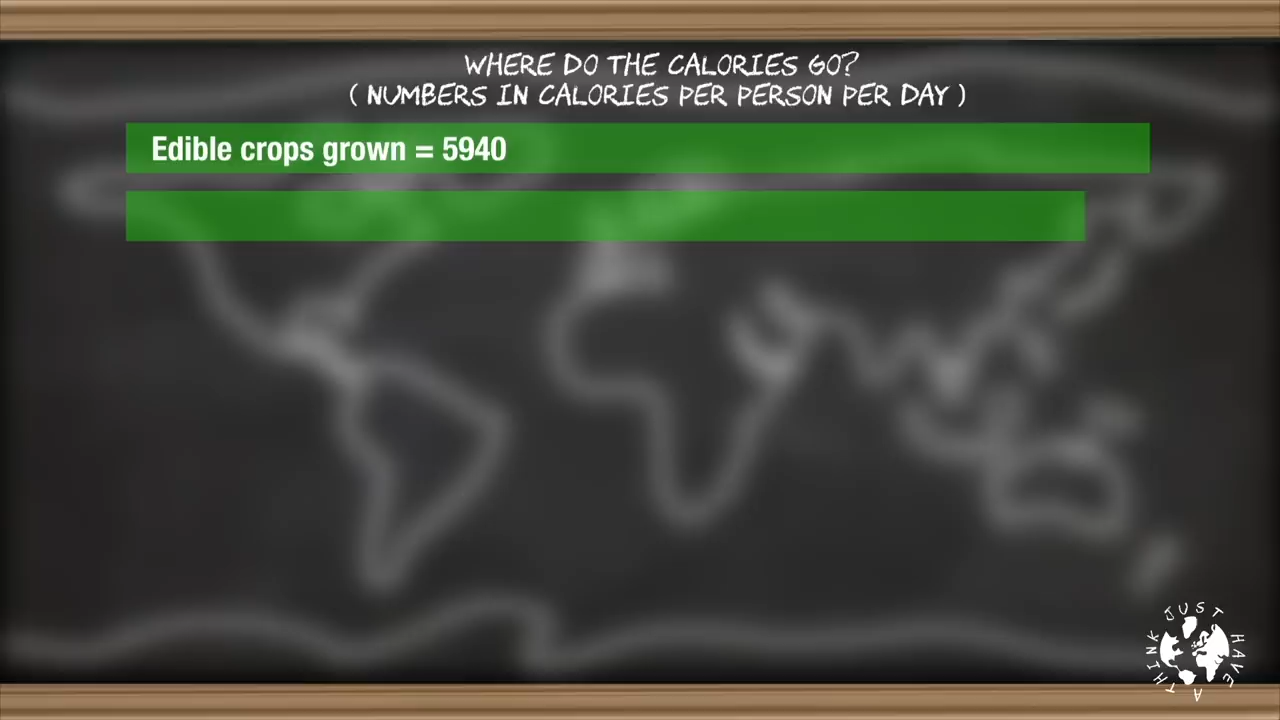 WHERE DO THE CALORIES GO?
( NUMBERS IN CALORIES PER PERSON PER DAY )
Edible crops grown = 5940
JUST HAVE A THINK